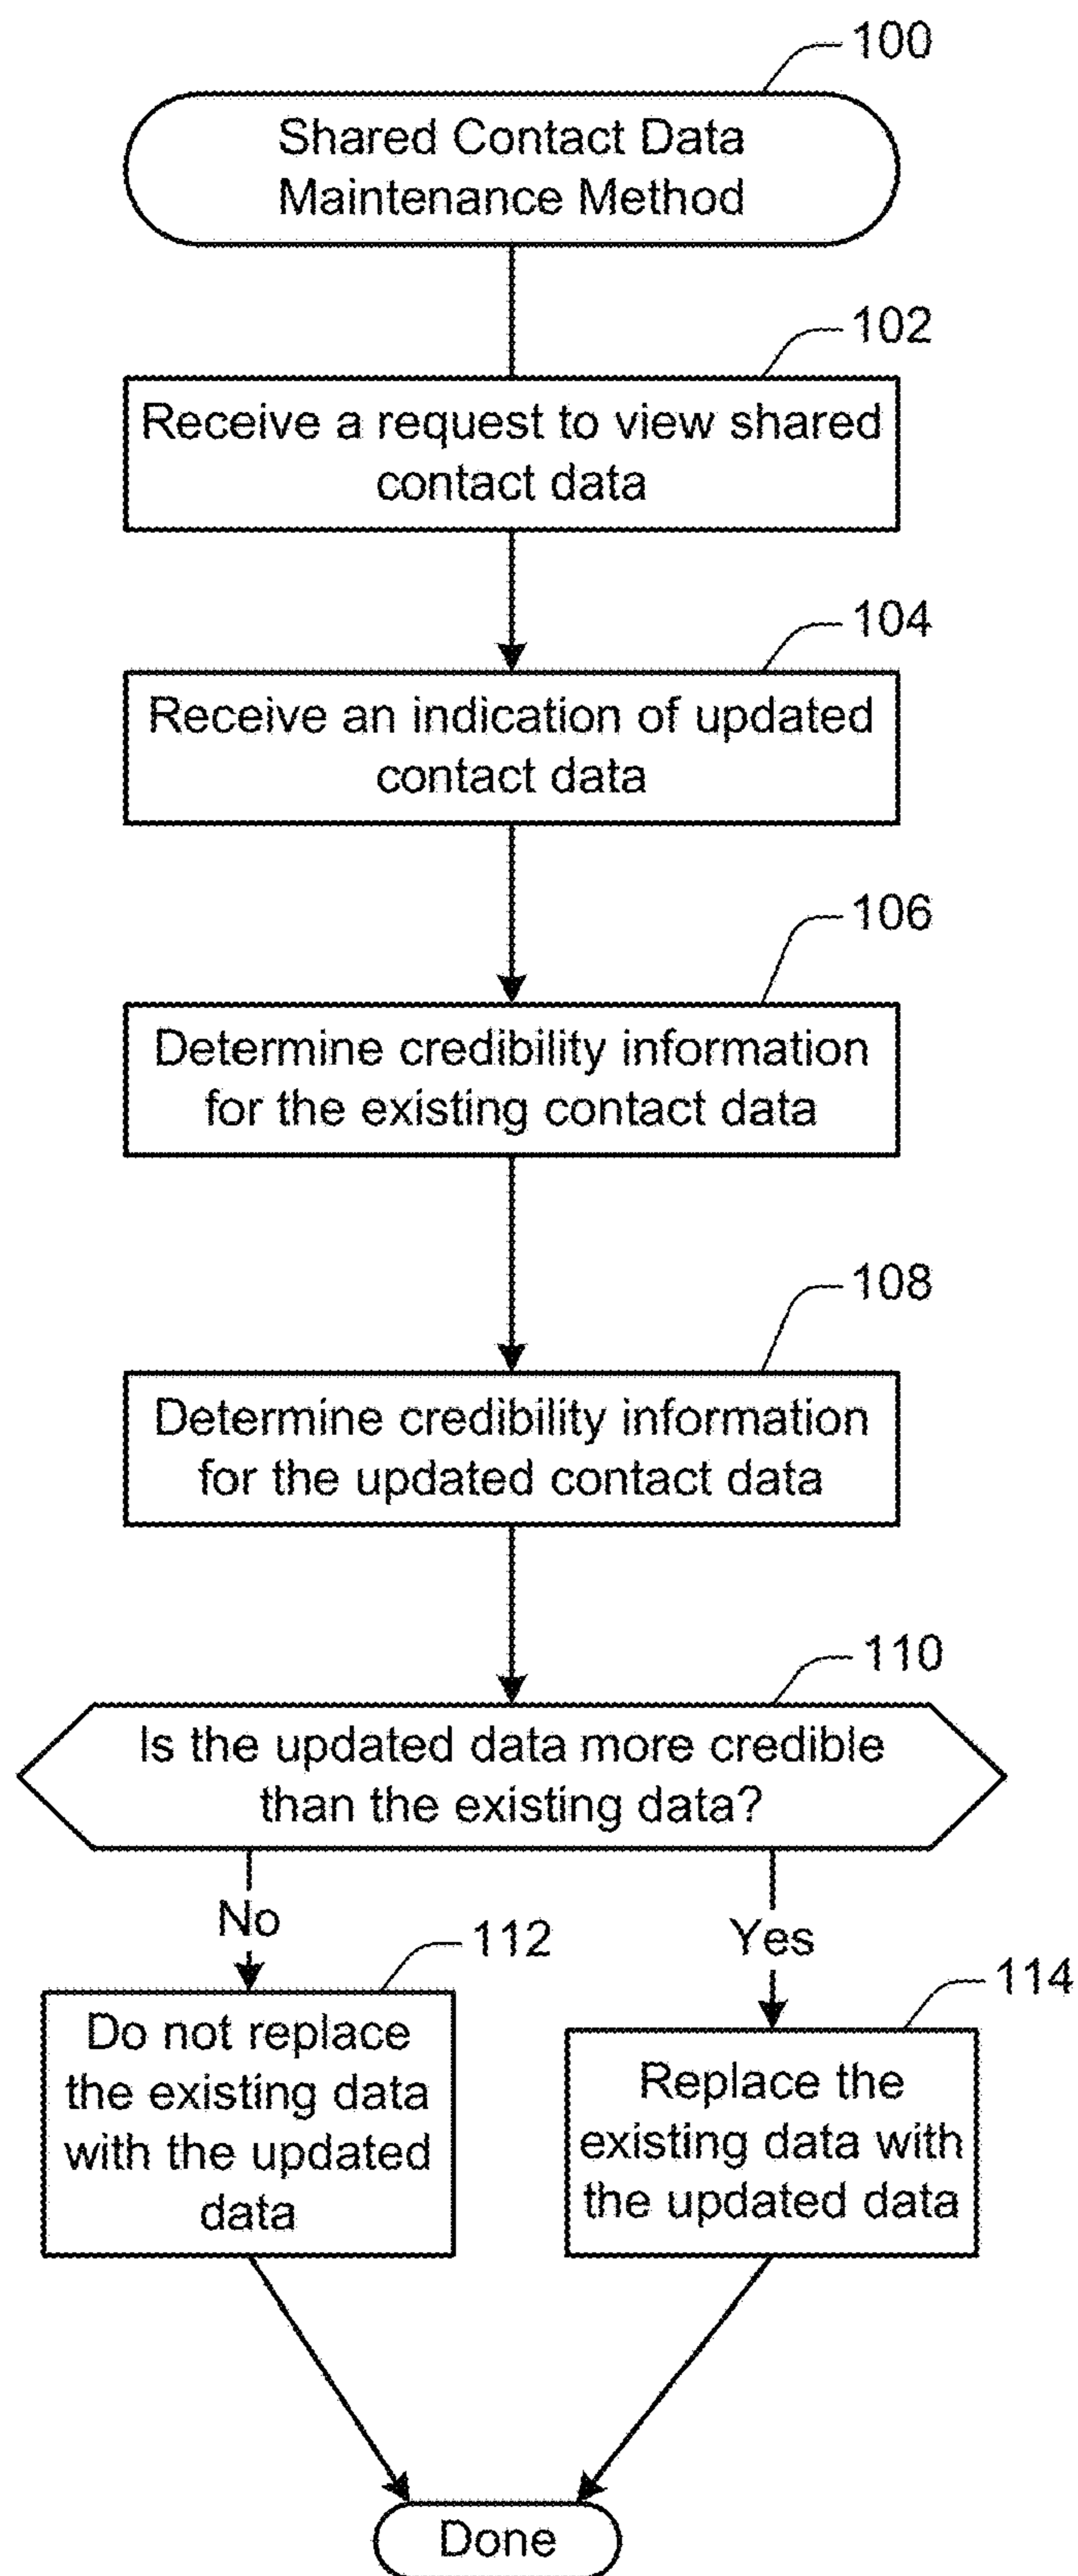 100
Shared Contact Data
Maintenance Method
102
Receive a request to view shared
contact data
104
Receive an indication of updated
contact data
106
Determine credibility information
for the existing contact data
108
Determine credibility information
for the updated contact data
110
Is the updated data more credible
than the existing data?
No
Yes
112
Do not replace
the existing data
with the updated
data
114
Replace the
existing data with
the updated data
Done